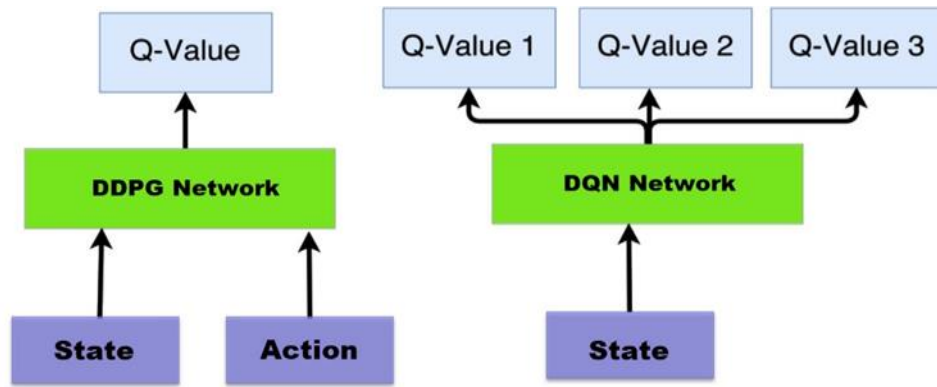 Q-Value
Q-Value 1
Q-Value 2
Q-Value 3
DDPG Network
DQN Network
State
Action
State